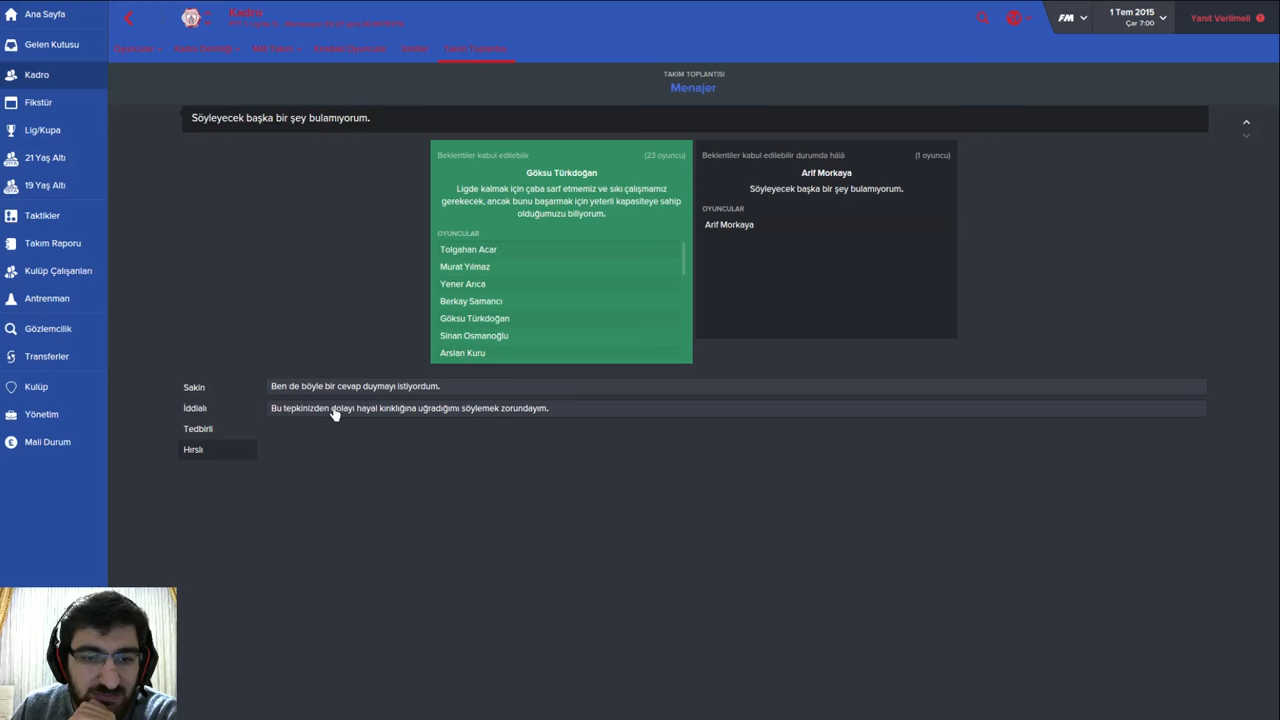 Ana Sayfa
Gelen Kutusu
Kadro
Fikstür
Lig/Kupa
21 Yaş Altı
19 Yaş Altı
Taktikler
Takım Raporu
Kulüp Çalışanları
Antrenman
Gözlemcilik
Transferler
Kulüp
Yönetim
Mali Durum
Kadro
FM
1 Tem 2015
Çar 7:00
Yanıt Verilmeli
Takım Toplantısı
TAKIM TOPLANTISI
Menajer
Söyleyecek başka bir şey bulamıyorum.
Beklentiler kabul edilebilir (23 oyuncu)
Göksu Türkdoğan
Ligde kalmak için çaba sarf etmemiz ve sıkı çalışmamız
gerekecek, ancak bunu başarmak için yeterli kapasiteye sahip
olduğumuzu biliyorum.
OYUNCULAR
Tolgahan Acar
Murat Yılmaz
Yener Arıca
Berkay Samancı
Göksu Türkdoğan
Sinan Osmanoğlu
Arslan Kuru
Beklentiler kabul edilebilir durumda hâlâ (1 oyuncu)
Arif Morkaya
Söyleyecek başka bir şey bulamıyorum.
OYUNCULAR
Arif Morkaya
Sakin
İddialı
Tedbirli
Hırslı
Ben de böyle bir cevap duymayı istiyordum.
Bu tepkinizden dolayı hayal kırıklığına uğradığımı söylemek zorundayım.